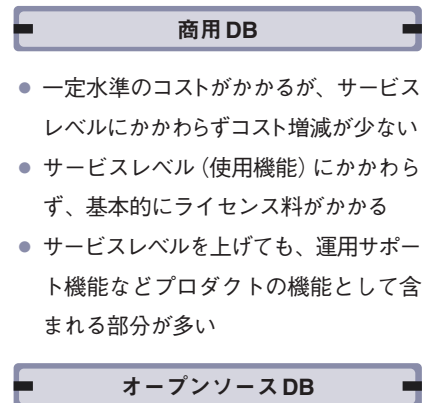 商用DB
● 一定水準のコストがかかるが、サービス
レベルにかかわらずコスト増減が少ない
● サービスレベル（使用機能）にかかわら
ず、基本的にライセンス料がかかる
● サービスレベルを上げても、運用サポー
ト機能などプロダクトの機能として含
まれる部分が多い
オープンソースDB